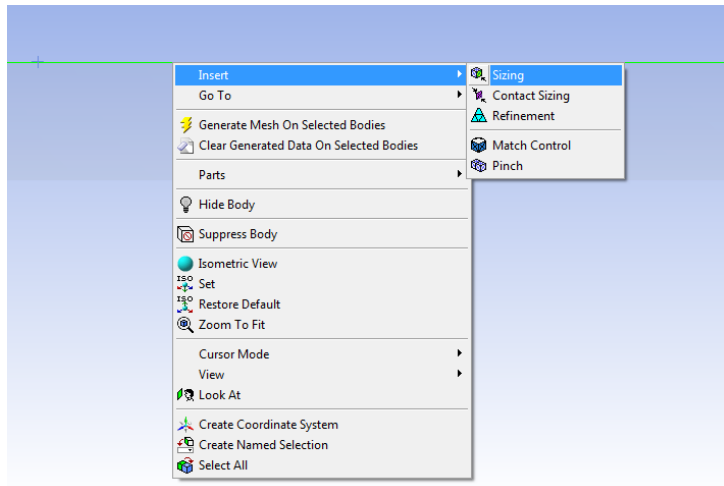 Insert
Go To
Generate Mesh On Selected Bodies
Clear Generated Data On Selected Bodies
Parts
Hide Body
Suppress Body
Isometric View
ISO
Set
ISO
Restore Default
Zoom To Fit
Cursor Mode
View
Look At
Create Coordinate System
Create Named Selection
Select All
Sizing
Contact Sizing
Refinement
Match Control
Pinch